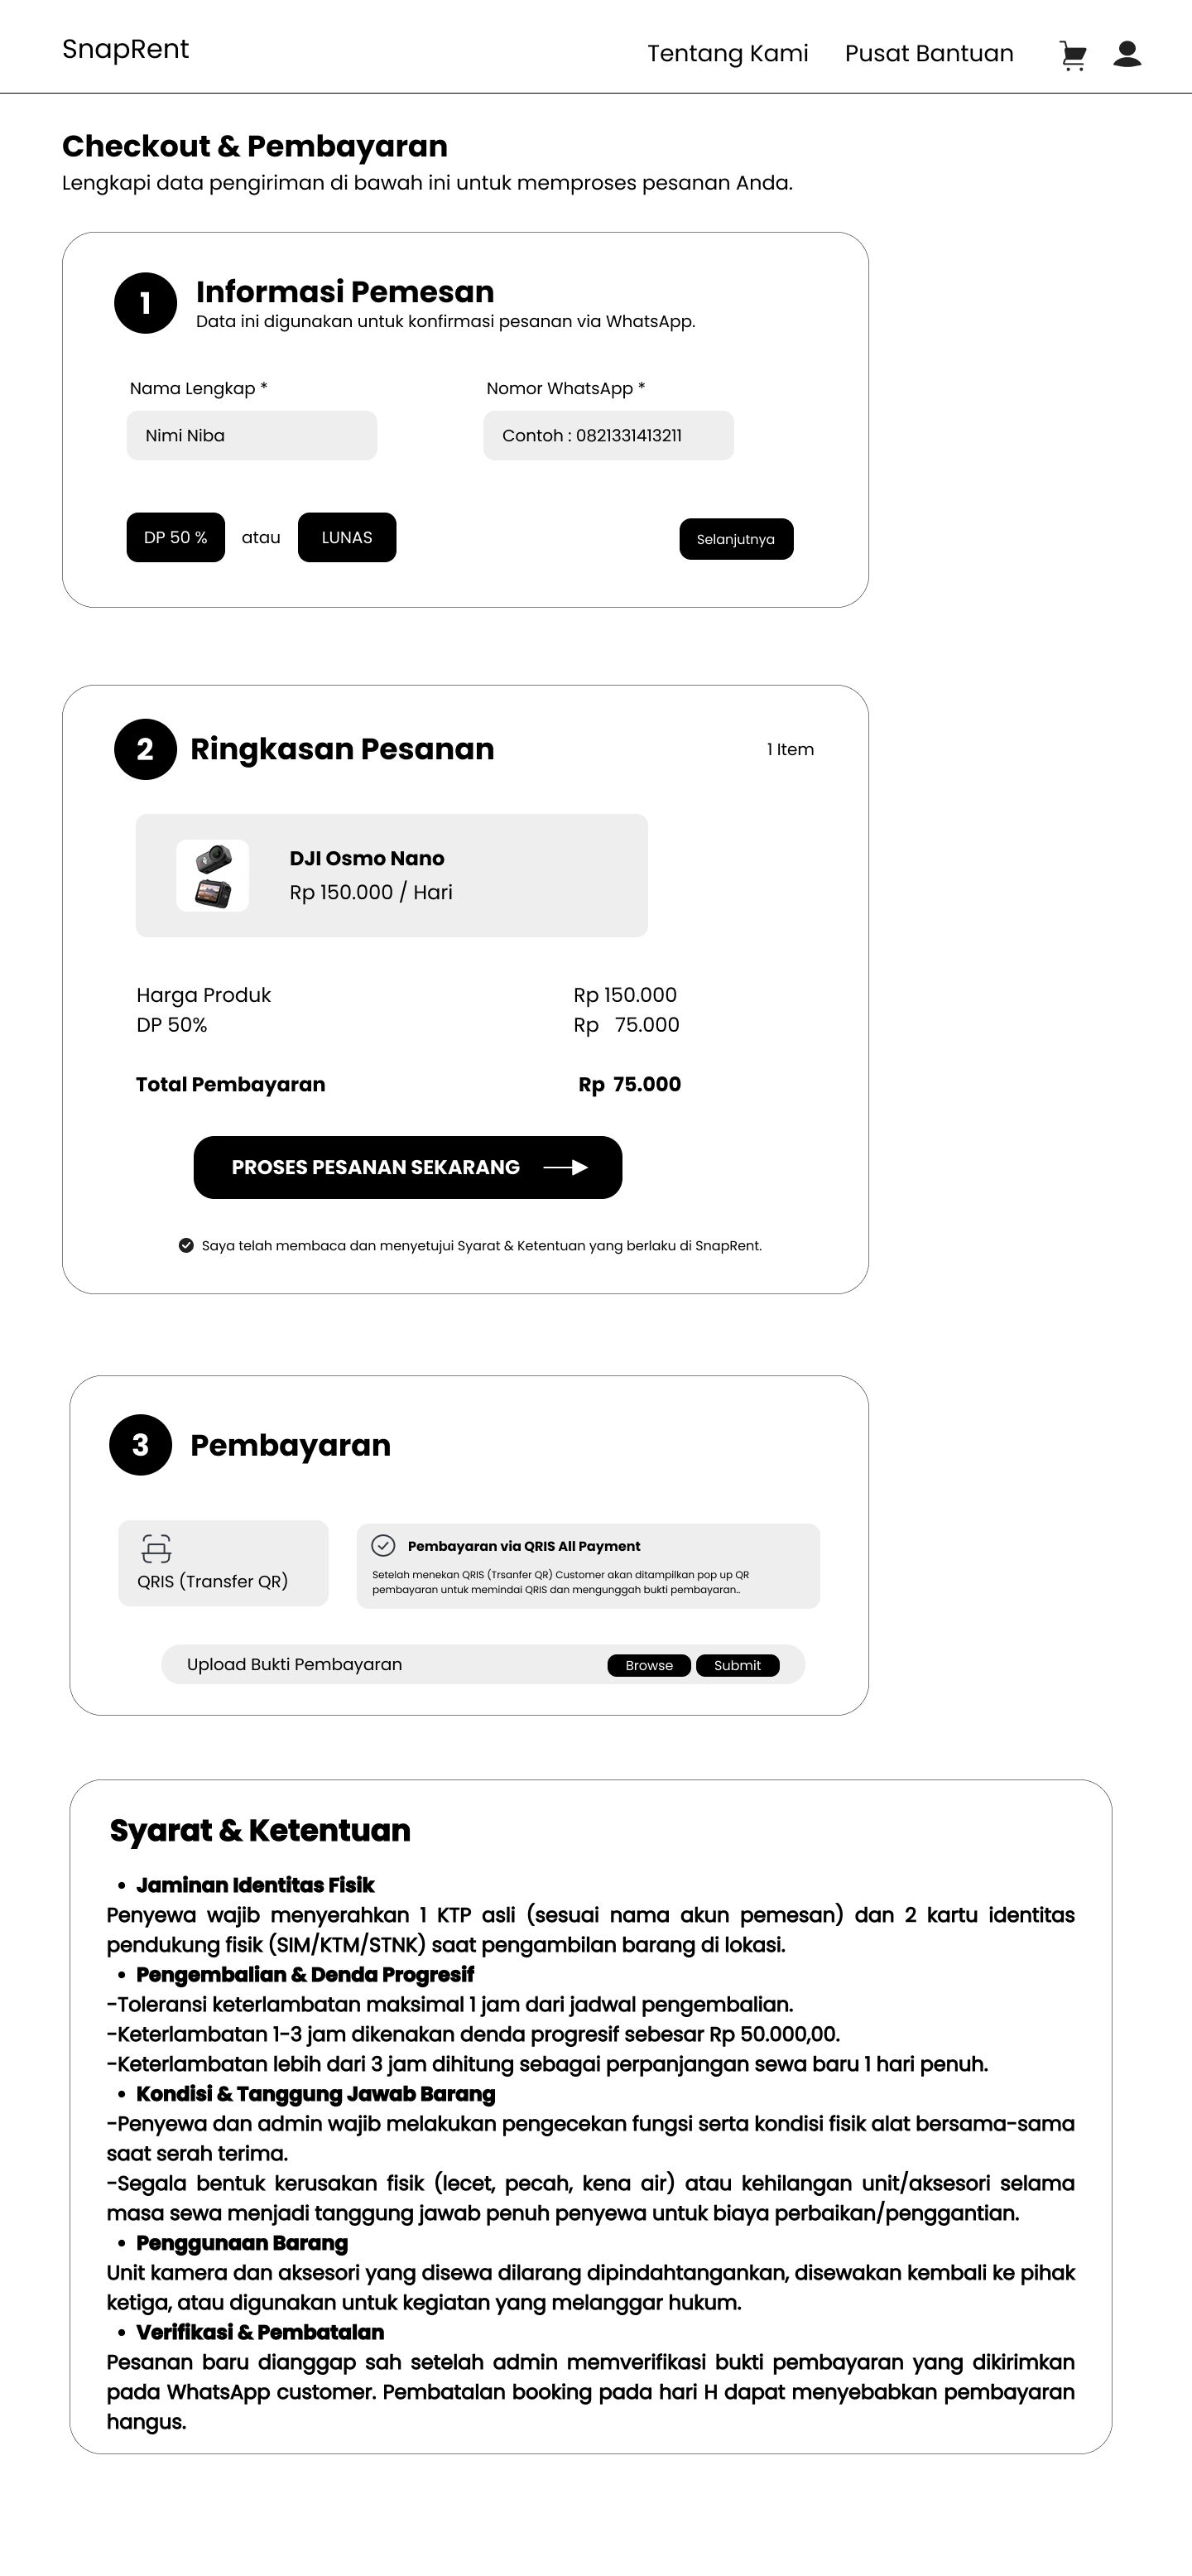 SnapRent
Tentang Kami Pusat Bantuan
Checkout & Pembayaran
Lengkapi data pengiriman di bawah ini untuk memproses pesanan Anda.
1 Informasi Pemesan
Data ini digunakan untuk konfirmasi pesanan via WhatsApp.
Nama Lengkap * Nomor WhatsApp *
Nimi Niba Contoh : 0821331413211
DP 50 % atau LUNAS Selanjutnya
2 Ringkasan Pesanan 1 Item
DJI Osmo Nano
Rp 150.000 / Hari
Harga Produk Rp 150.000
DP 50% Rp 75.000
Total Pembayaran Rp 75.000
PROSES PESANAN SEKARANG
Saya telah membaca dan menyetujui Syarat & Ketentuan yang berlaku di SnapRent.
3 Pembayaran
QRIS (Transfer QR)
Pembayaran via QRIS All Payment
Setelah menekan QRIS (Trsanfer QR) Customer akan ditampilkan pop up QR
pembayaran untuk memindai QRIS dan mengunggah bukti pembayaran..
Upload Bukti Pembayaran Browse Submit
Syarat & Ketentuan
• Jaminan Identitas Fisik
Penyewa wajib menyerahkan 1 KTP asli (sesuai nama akun pemesan) dan 2 kartu identitas
pendukung fisik (SIM/KTM/STNK) saat pengambilan barang di lokasi.
• Pengembalian & Denda Progresif
-Toleransi keterlambatan maksimal 1 jam dari jadwal pengembalian.
-Keterlambatan 1-3 jam dikenakan denda progresif sebesar Rp 50.000,00.
-Keterlambatan lebih dari 3 jam dihitung sebagai perpanjangan sewa baru 1 hari penuh.
• Kondisi & Tanggung Jawab Barang
-Penyewa dan admin wajib melakukan pengecekan fungsi serta kondisi fisik alat bersama-sama
saat serah terima.
-Segala bentuk kerusakan fisik (lecet, pecah, kena air) atau kehilangan unit/aksesori selama
masa sewa menjadi tanggung jawab penuh penyewa untuk biaya perbaikan/penggantian.
• Penggunaan Barang
Unit kamera dan aksesori yang disewa dilarang dipindahtangankan, disewakan kembali ke pihak
ketiga, atau digunakan untuk kegiatan yang melanggar hukum.
• Verifikasi & Pembatalan
Pesanan baru dianggap sah setelah admin memverifikasi bukti pembayaran yang dikirimkan
pada WhatsApp customer. Pembatalan booking pada hari H dapat menyebabkan pembayaran
hangus.